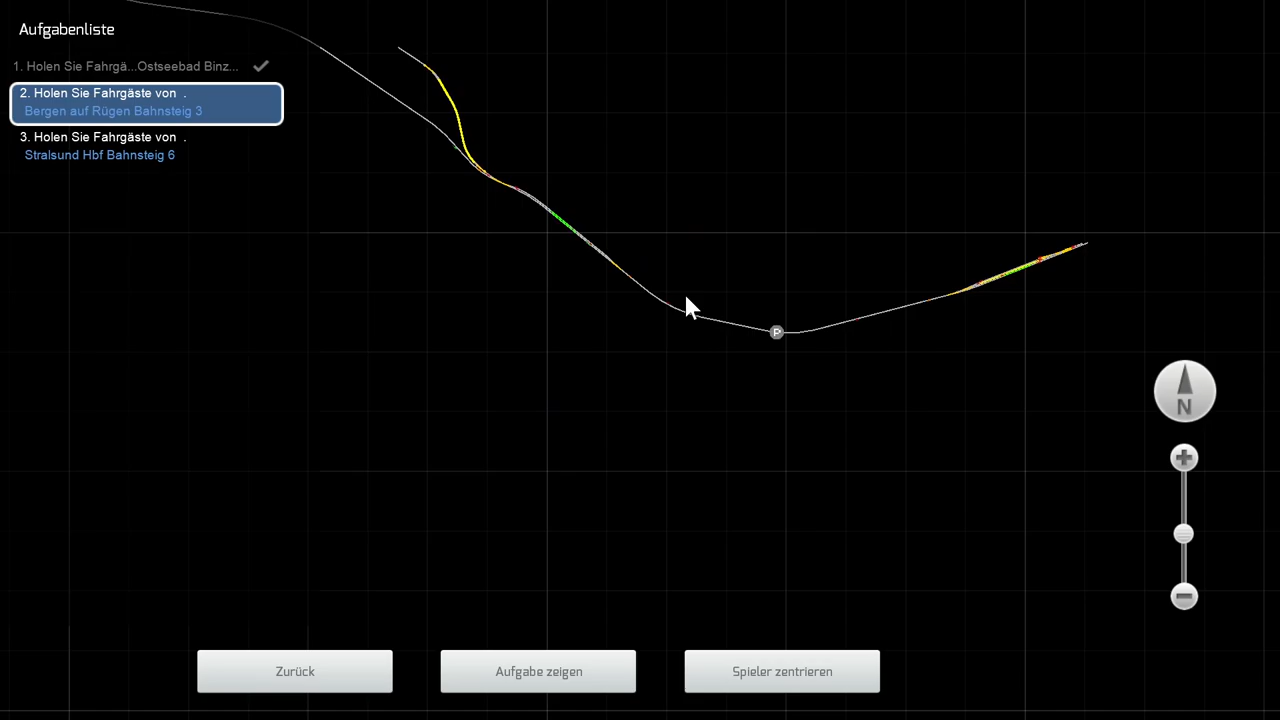 Aufgabenliste
1. Holen Sie Fahrgä...Ostseebad Binz...
2. Holen Sie Fahrgäste von .
Bergen auf Rügen Bahnsteig 3
3. Holen Sie Fahrgäste von .
Stralsund Hbf Bahnsteig 6
P
N
Zurück
Aufgabe zeigen
Spieler zentrieren